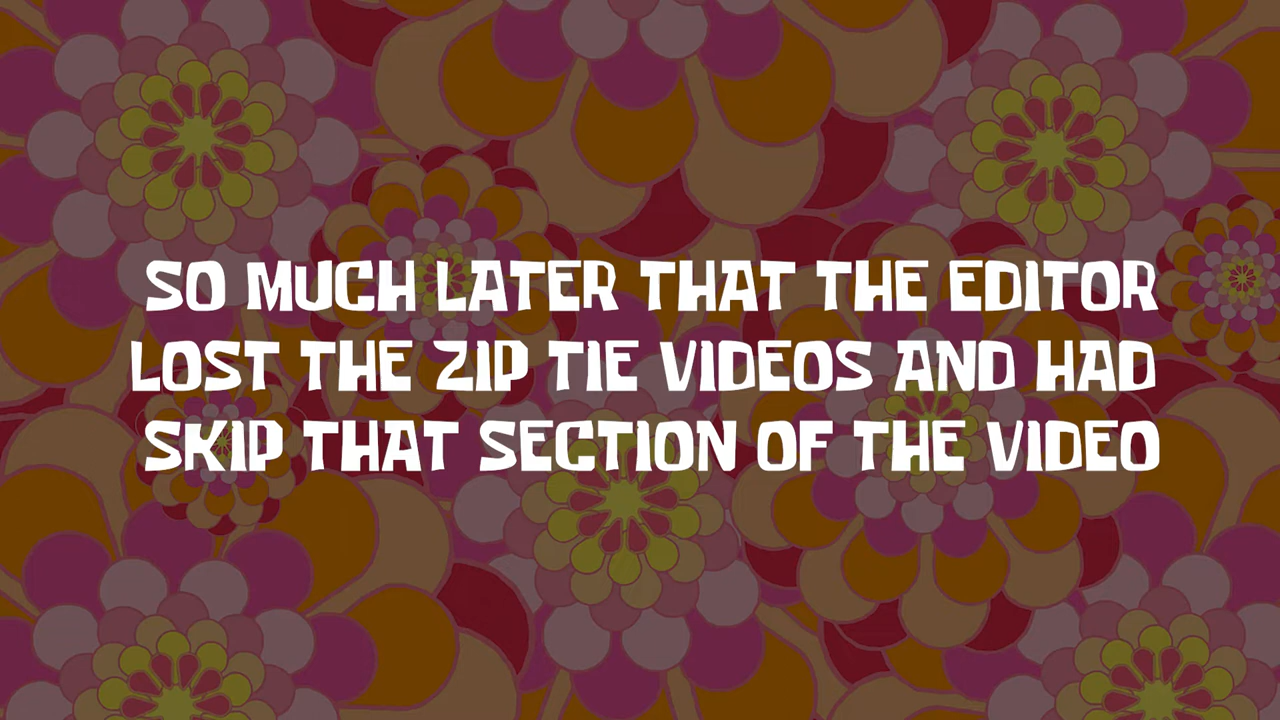 SO MUCH LATER THAT THE EDITOR
LOST THE ZIP TIE VIDEOS AND HAD
SKIP THAT SECTION OF THE VIDEO